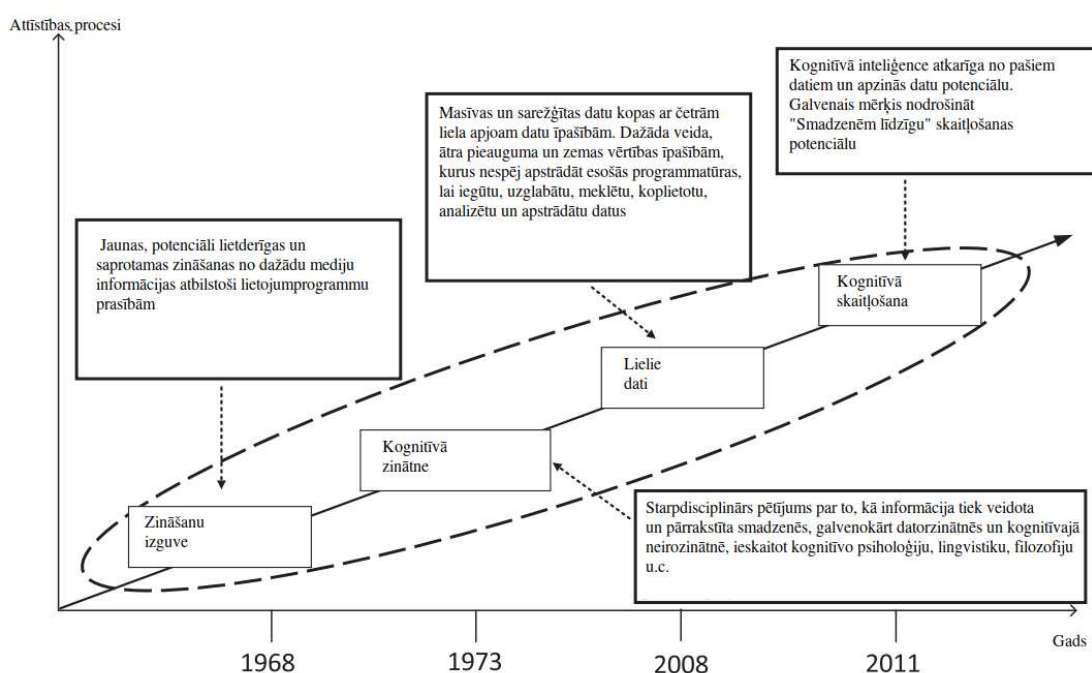 Attīstības procesi
Kognitīvā inteliģence atkarīga no pašiem
datiem un apzinās datu potenciālu.
Galvenais mērķis nodrošināt
"Smadzenēm līdzīgu" skaitļošanas
potenciālu
Masīvas un sarežģītas datu kopas ar četrām
liela apjoam datu īpašībām. Dažāda veida,
ātra pieauguma un zemas vērtības īpašībām,
kurus nespēj apstrādāt esošās programmatūras,
lai iegūtu, uzglabātu, meklētu, koplietotu,
analizētu un apstrādātu datus
Jaunas, potenciāli lietderīgas un
saprotamas zināšanas no dažādu mediju
informācijas atbilstoši lietojumprogrammu
prasībām
Kognitīvā
skaitļošana
Lielie
dati
Kognitīvā
zinātne
Zināšanu
izguve
Starpdisciplinārs pētījums par to, kā informācija tiek veidota
un pārrakstīta smadzenēs, galvenokārt datorzinātnēs un kognitīvajā
neirozinātnē, ieskaitot kognitīvo psiholoģiju, lingvistiku, filozofiju
u.c.
1968
1973
2008
2011
Gads